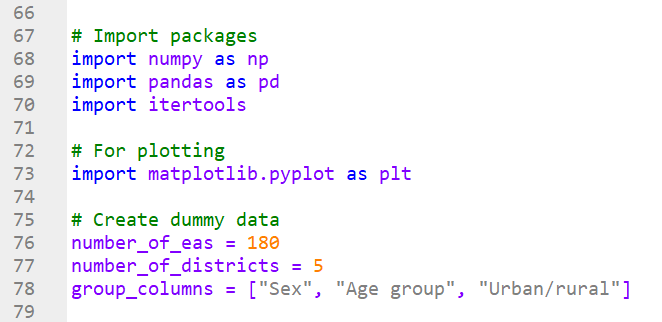 66
67 # Import packages
68 import numpy as np
69 import pandas as pd
70 import itertools
71
72 # For plotting
73 import matplotlib.pyplot as plt
74
75 # Create dummy data
76 number_of_eas = 180
77 number_of_districts = 5
78 group_columns = ["Sex", "Age group", "Urban/rural"]
79